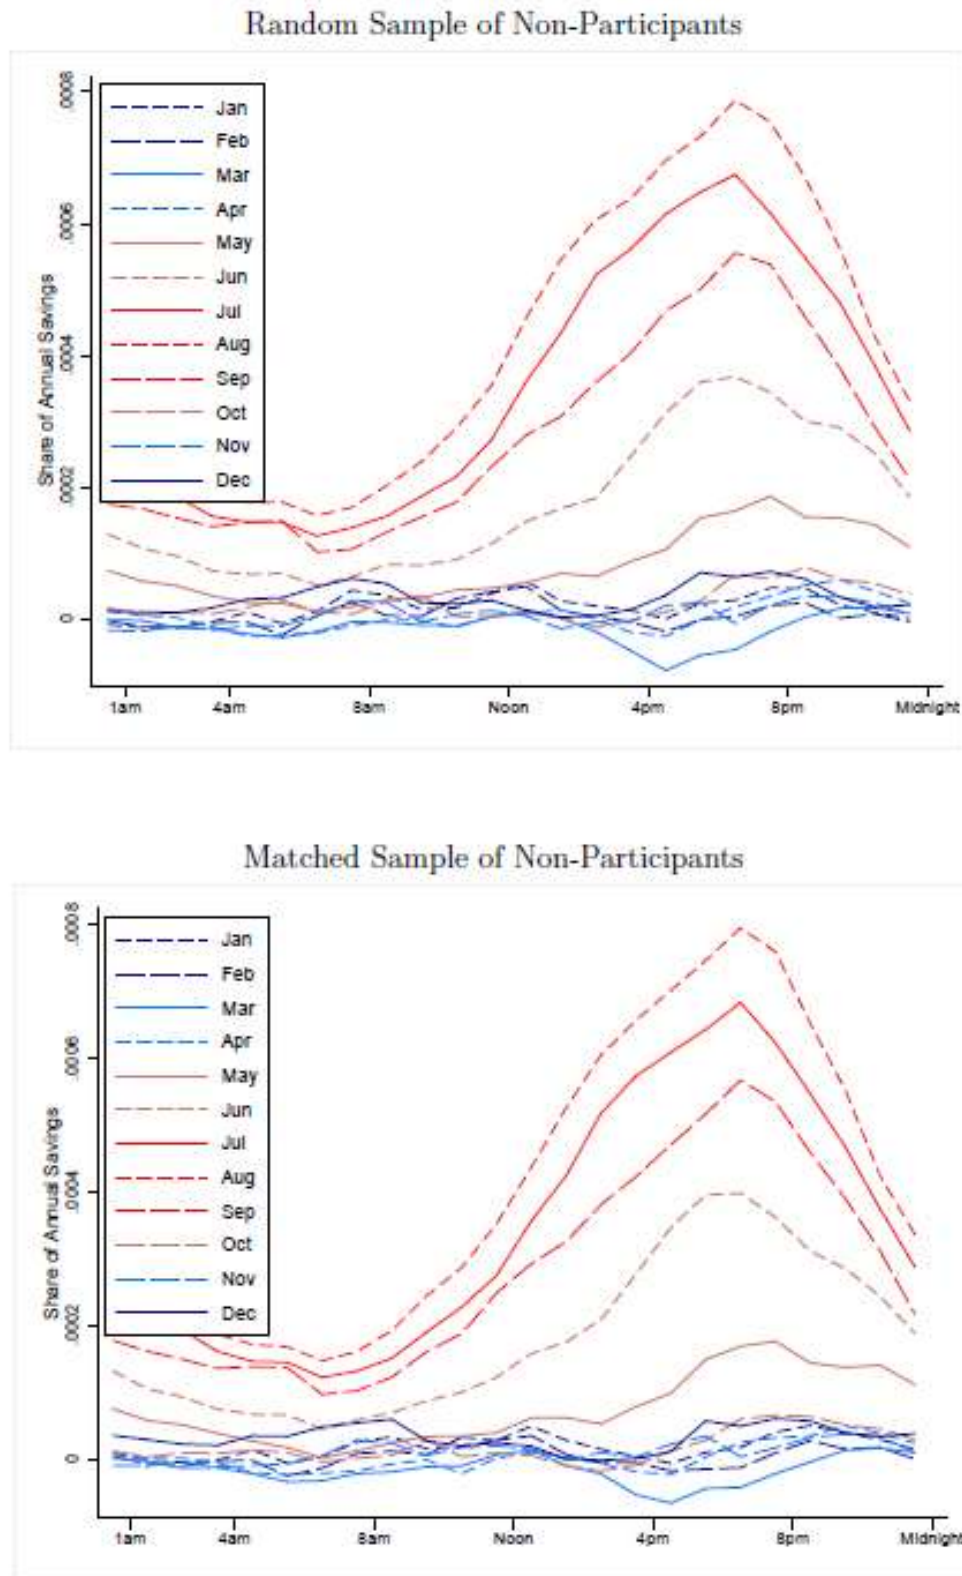 Random Sample of Non-Participants
Share of Annual Savings
.0008
.0006
.0004
.0002
0
Jan
Feb
Mar
Apr
May
Jun
Jul
Aug
Sep
Oct
Nov
Dec
1am 4am 8am Noon 4pm 8pm Midnight
Matched Sample of Non-Participants
Share of Annual Savings
.0008
.0006
.0004
.0002
0
Jan
Feb
Mar
Apr
May
Jun
Jul
Aug
Sep
Oct
Nov
Dec
1am 4am 8am Noon 4pm 8pm Midnight